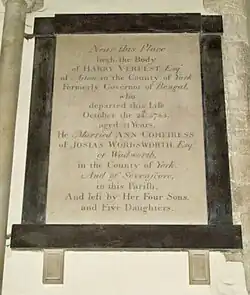 Near this Place
lieth the Body
of HARRY VERELST Esq.
of Aston in the County of York
Formerly Governor of Bengal,
who
departed this Life
October the 24th 1785.
aged 51 Years.
He Married ANN COHEIRESS
of JOSIAS WORDSWORTH Esq.
of Wadworth,
in the County of York,
And of Sevenscore,
in this Parish,
And left by Her Four Sons,
and Five Daughters.